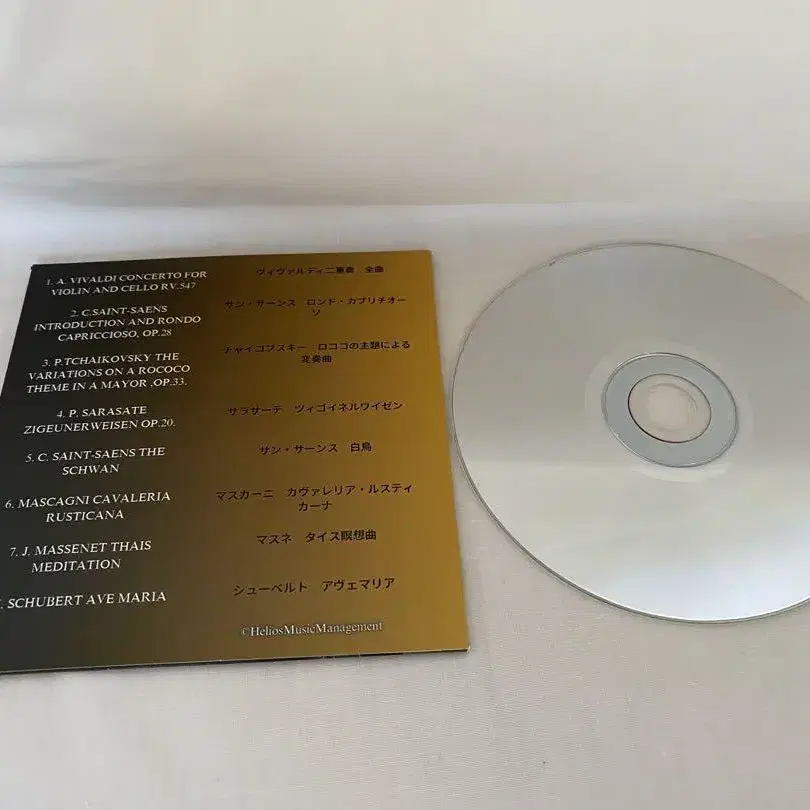 1. A. VIVALDI CONCERTO FOR
VIOLIN AND CELLO RV.547
ヴィヴァルディ二重奏　全曲
2. C.SAINT-SAENS
INTRODUCTION AND RONDO
CAPRICCIOSO, OP.28
サン・サーンス　ロンド・カプリチオー
ソ
3. P.TCHAIKOVSKY THE
VARIATIONS ON A ROCOCO
THEME IN A MAYOR ,OP.33.
チャイコフスキー　ロココの主題による
変奏曲
4. P. SARASATE
ZIGEUNERWEISEN OP.20.
サラサーテ　ツィゴイネルワイゼン
5. C. SAINT-SAENS THE
SCHWAN
サン・サーンス　白鳥
6. MASCAGNI CAVALERIA
RUSTICANA
マスカーニ　カヴァレリア・ルスティ
カーナ
7. J. MASSENET THAIS
MEDITATION
マスネ　タイス瞑想曲
. SCHUBERT AVE MARIA
シューベルト　アヴェマリア
©HeliosMusicManagement